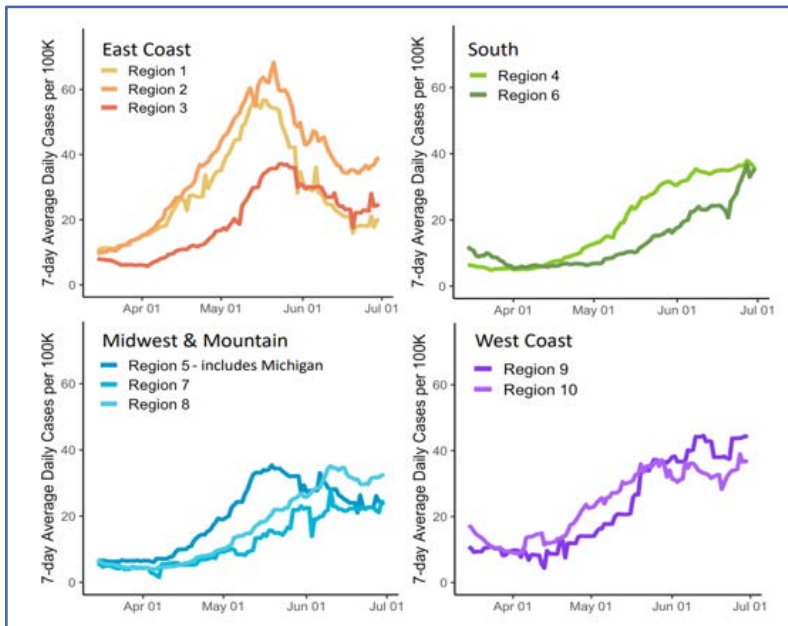 East Coast
Region 1
Region 2
Region 3
7-day Average Daily Cases per 100K
60
40
20
0
Apr 01
May 01
Jun 01
Jul 01
South
Region 4
Region 6
7-day Average Daily Cases per 100K
60
40
20
0
Apr 01
May 01
Jun 01
Jul 01
Midwest & Mountain
Region 5 - includes Michigan
Region 7
Region 8
7-day Average Daily Cases per 100K
60
40
20
0
Apr 01
May 01
Jun 01
Jul 01
West Coast
Region 9
Region 10
7-day Average Daily Cases per 100K
60
40
20
0
Apr 01
May 01
Jun 01
Jul 01